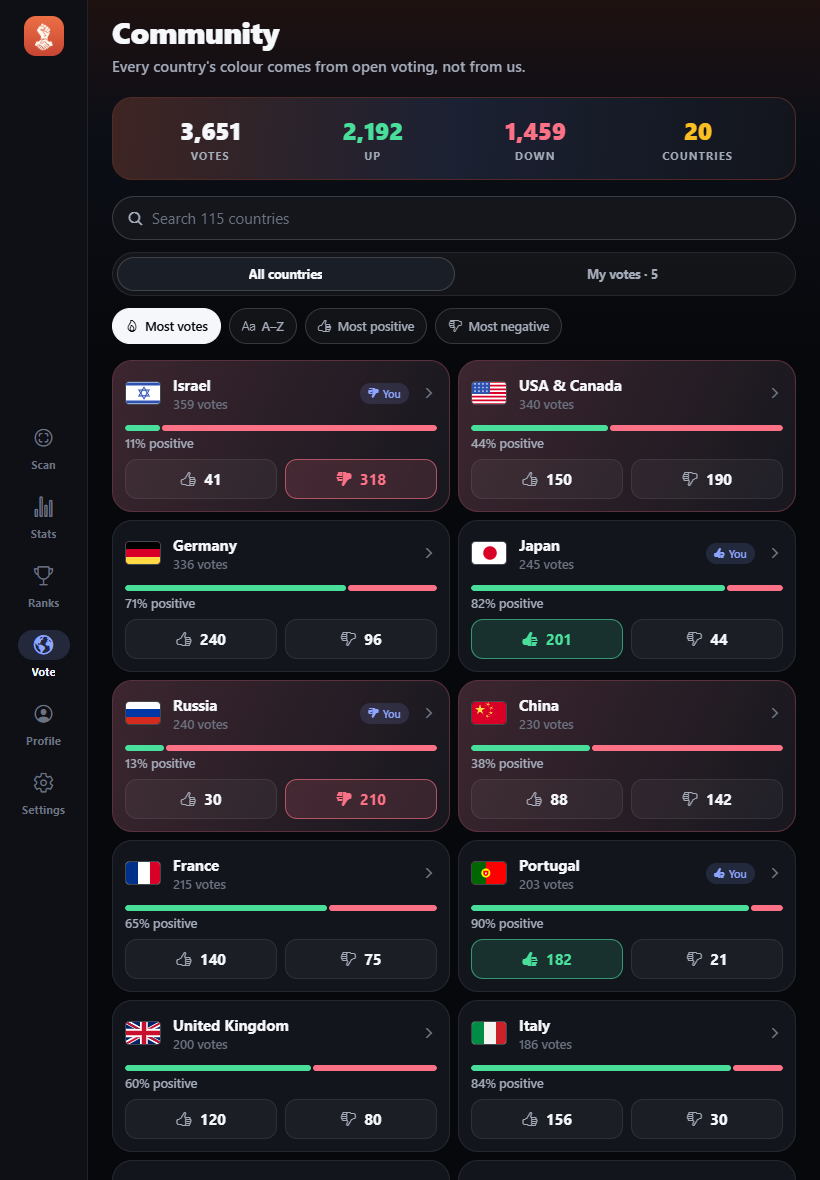 Community
Every country's colour comes from open voting, not from us.
3,651 2,192 1,459 20
VOTES UP DOWN COUNTRIES
Search 115 countries
All countries My votes · 5
Most votes Aa A–Z Most positive Most negative
Israel
359 votes
You
11% positive
41 318
USA & Canada
340 votes
44% positive
150 190
Germany
336 votes
71% positive
240 96
Japan
245 votes
You
82% positive
201 44
Russia
240 votes
You
13% positive
30 210
China
230 votes
38% positive
88 142
France
215 votes
65% positive
140 75
Portugal
203 votes
You
90% positive
182 21
United Kingdom
200 votes
60% positive
120 80
Italy
186 votes
84% positive
156 30
Scan
Stats
Ranks
Vote
Profile
Settings